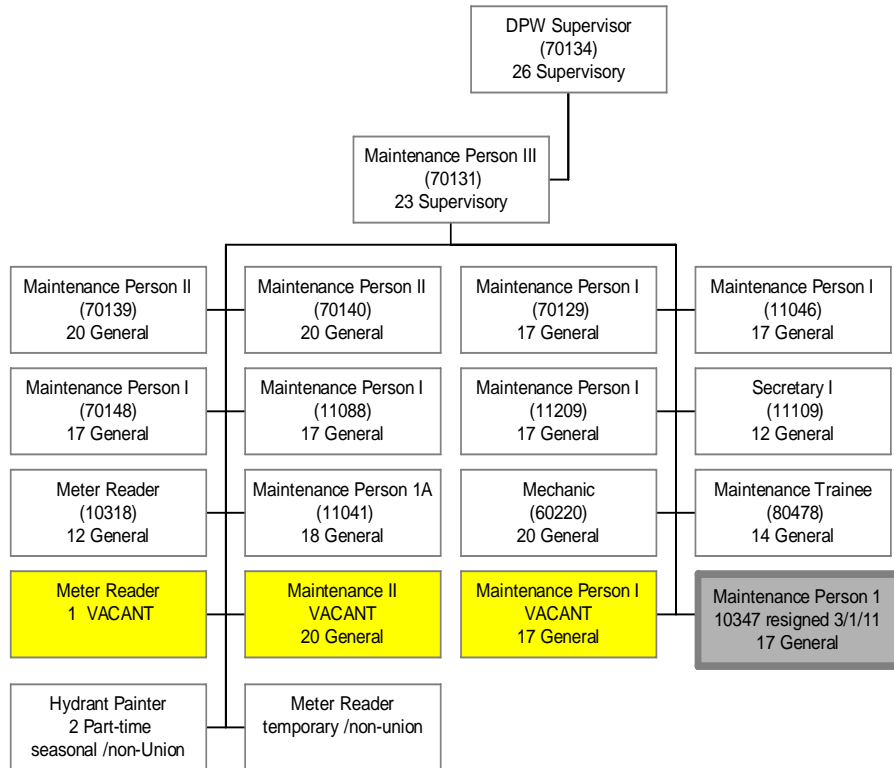 DPW Supervisor
(70134)
26 Supervisory
Maintenance Person III
(70131)
23 Supervisory
Maintenance Person II
(70139)
20 General
Maintenance Person II
(70140)
20 General
Maintenance Person I
(70129)
17 General
Maintenance Person I
(11046)
17 General
Maintenance Person I
(70148)
17 General
Maintenance Person I
(11088)
17 General
Maintenance Person I
(11209)
17 General
Secretary I
(11109)
12 General
Meter Reader
(10318)
12 General
Maintenance Person 1A
(11041)
18 General
Mechanic
(60220)
20 General
Maintenance Trainee
(80478)
14 General
Meter Reader
1 VACANT
Maintenance II
VACANT
20 General
Maintenance Person I
VACANT
17 General
Maintenance Person 1
10347 resigned 3/1/11
17 General
Hydrant Painter
2 Part-time
seasonal /non-Union
Meter Reader
temporary /non-union